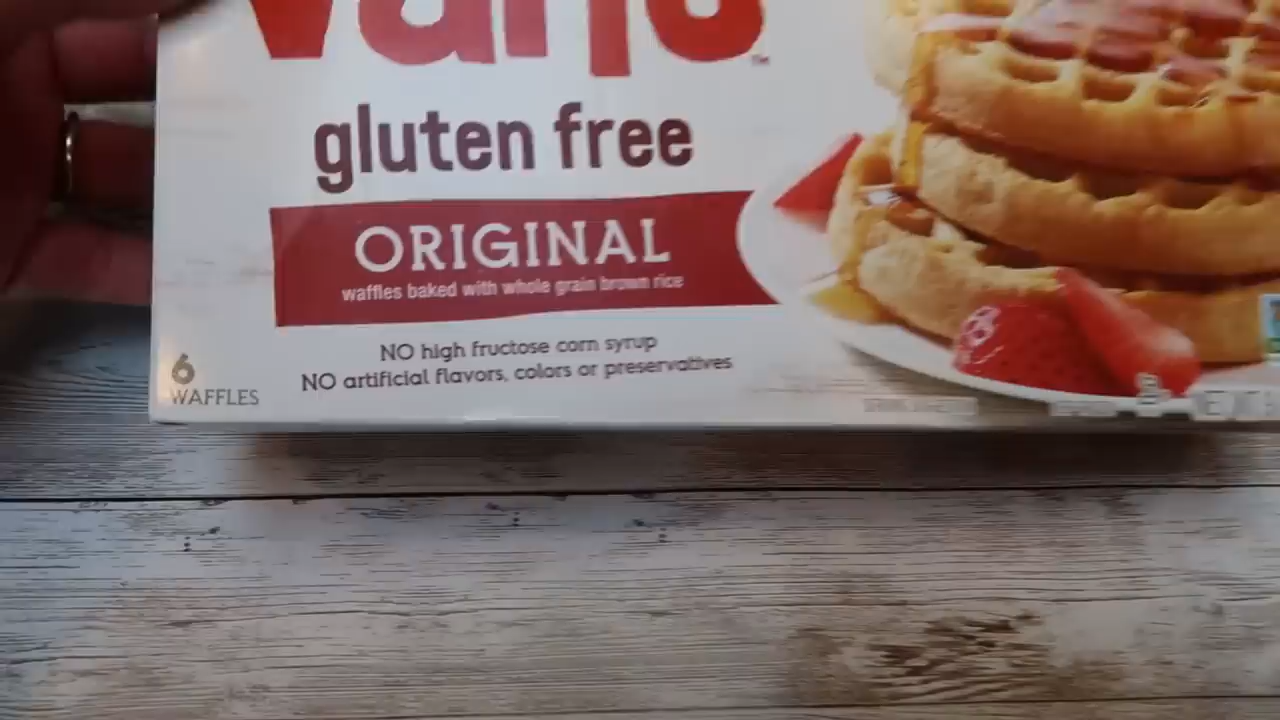 Van's
gluten free
ORIGINAL
waffles baked with whole grain brown rice
NO high fructose corn syrup
NO artificial flavors, colors or preservatives
6
WAFFLES